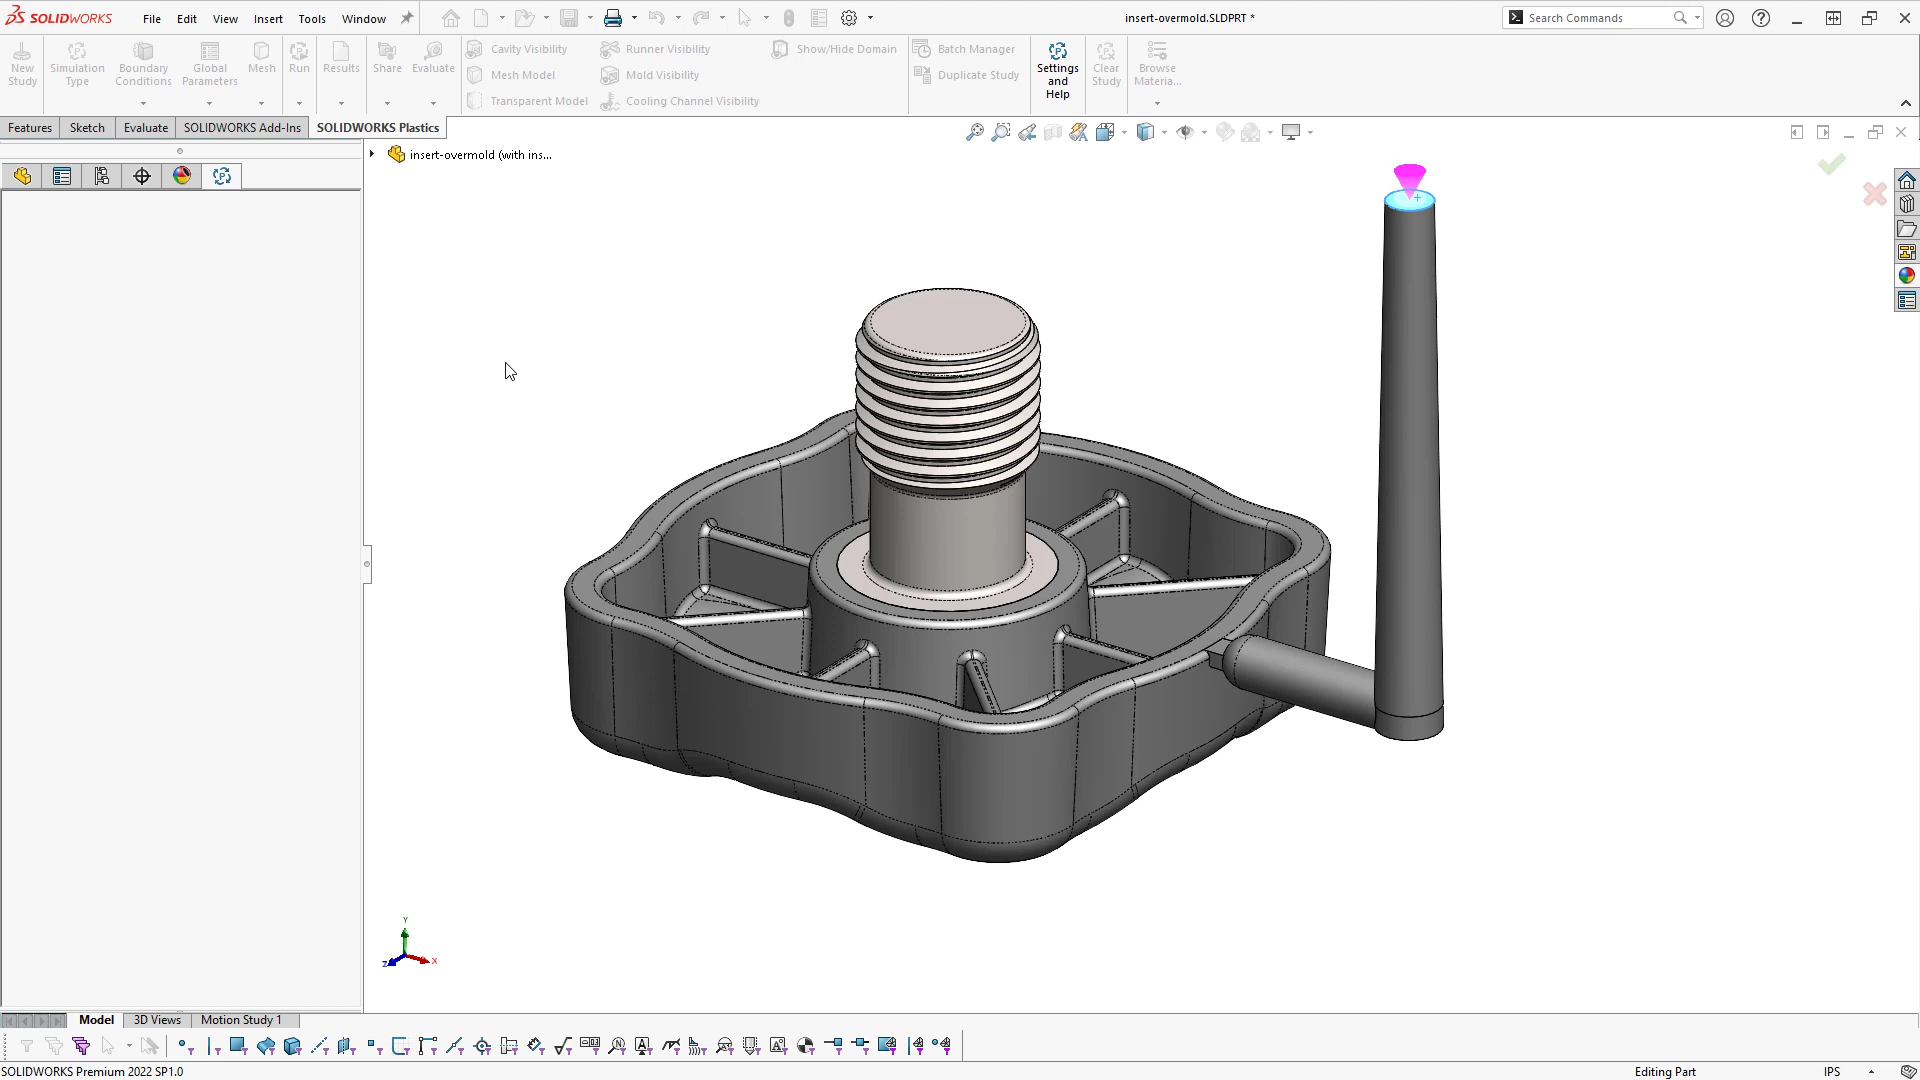 SOLIDWORKS
File Edit View Insert Tools Window
insert-overmold.SLDPRT *
Search Commands
New Study
Simulation Type
Boundary Conditions
Global Parameters
Mesh
Run
Results
Share
Evaluate
Cavity Visibility
Mesh Model
Transparent Model
Runner Visibility
Mold Visibility
Cooling Channel Visibility
Show/Hide Domain
Batch Manager
Duplicate Study
Settings and Help
Clear Study
Browse Materia...
Features Sketch Evaluate SOLIDWORKS Add-Ins SOLIDWORKS Plastics
insert-overmold (with ins...
Y
X
Z
Model 3D Views Motion Study 1
SOLIDWORKS Premium 2022 SP1.0
Editing Part
IPS